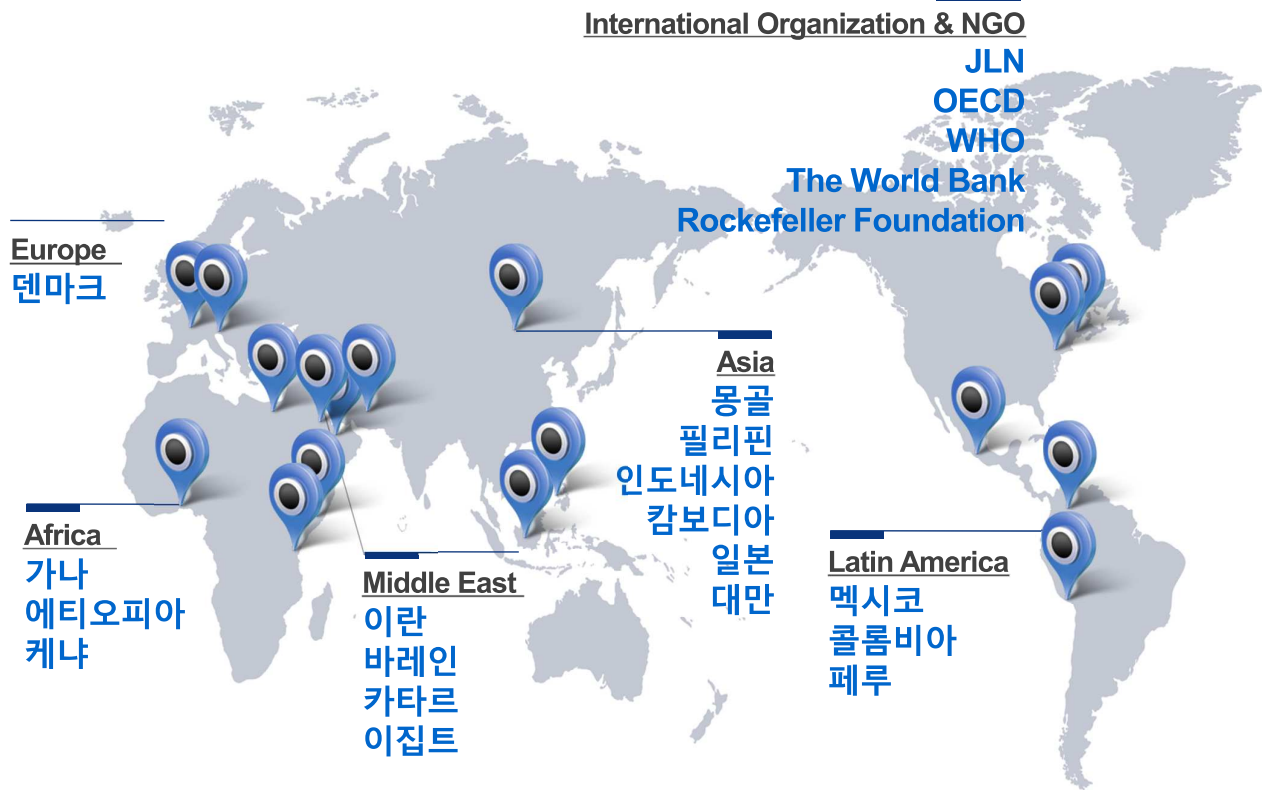 International Organization & NGO
JLN
OECD
WHO
The World Bank
Rockefeller Foundation
Europe
덴마크
Asia
몽골
필리핀
인도네시아
캄보디아
일본
대만
Africa
가나
에티오피아
케냐
Middle East
이란
바레인
카타르
이집트
Latin America
멕시코
콜롬비아
페루